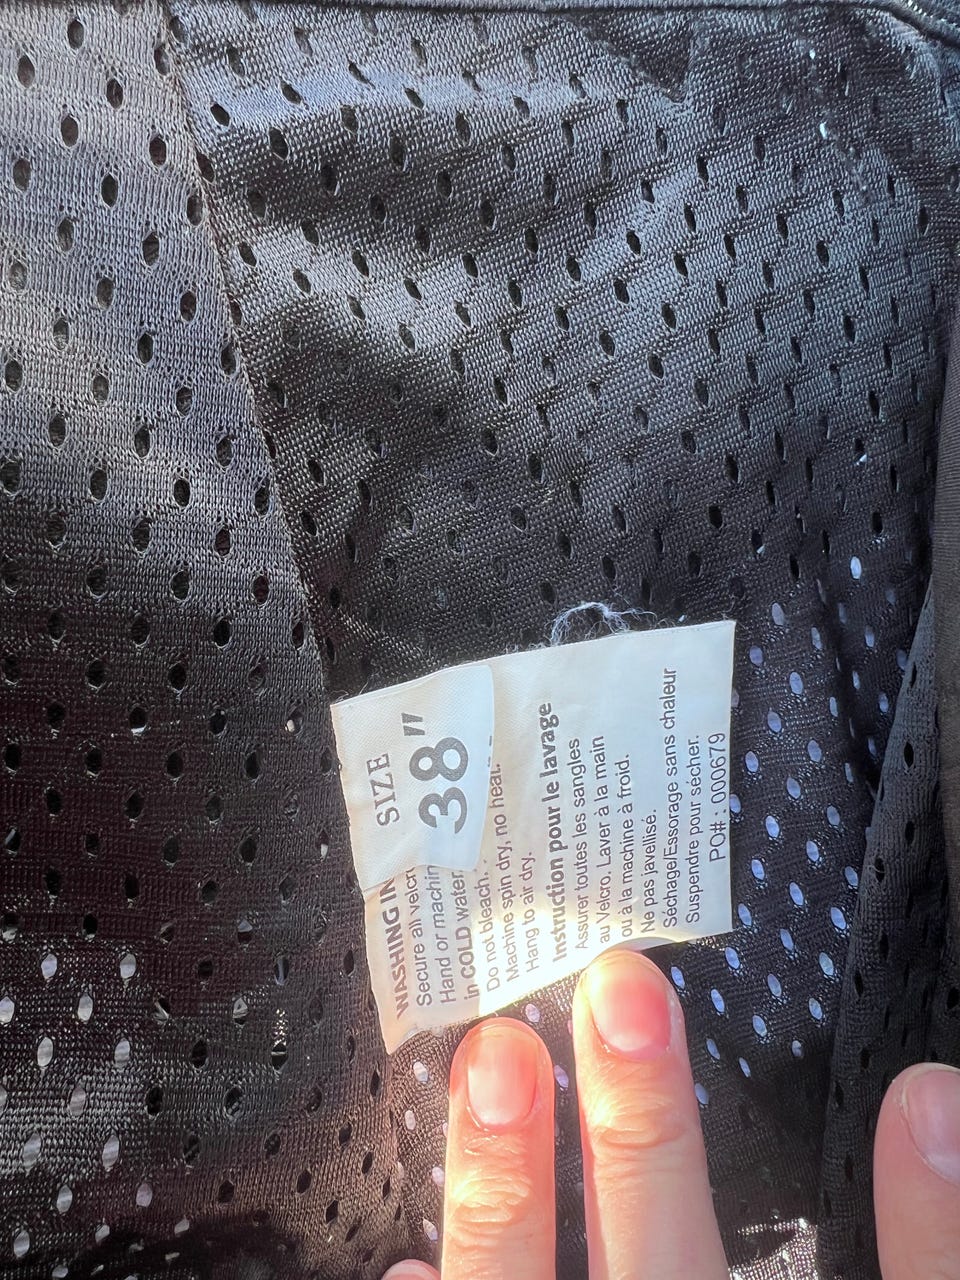 SIZE
38"
WASHING IN
Secure all velcr
Hand or machin
in COLD water
Do not bleach.
Machine spin dry, no heat.
Hang to air dry.
Instruction pour le lavage
Assurer toutes les sangles
au Velcro, Laver à la main
ou à la machine à froid.
Ne pas javellisé.
Séchage/Essorage sans chaleur
Suspendre pour sécher.
PO# : 000679